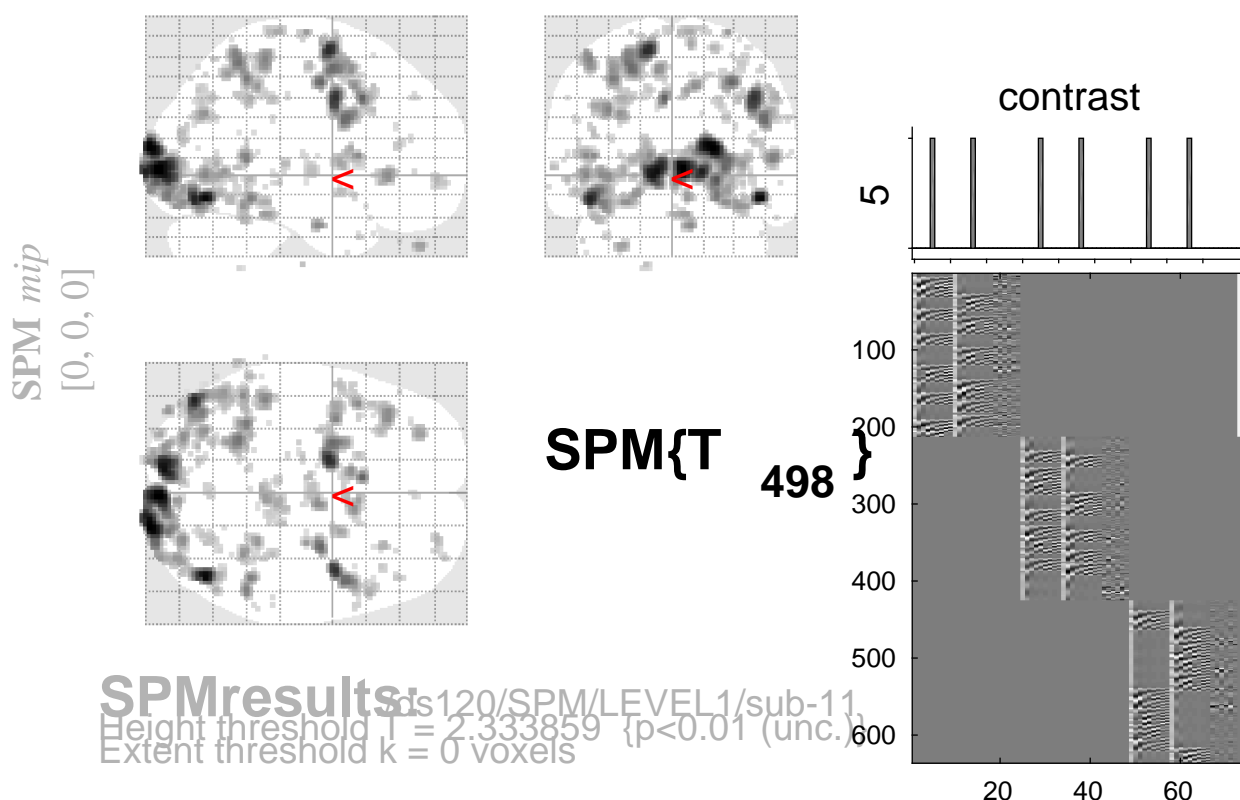 SPM mip
[0, 0, 0]
<
<
<
SPM{T 498 }
SPMresults: /ds120/SPM/LEVEL1/sub-11
Height threshold T = 2.333859 {p<0.01 (unc.)}
Extent threshold k = 0 voxels
contrast
5
100
200
300
400
500
600
20 40 60